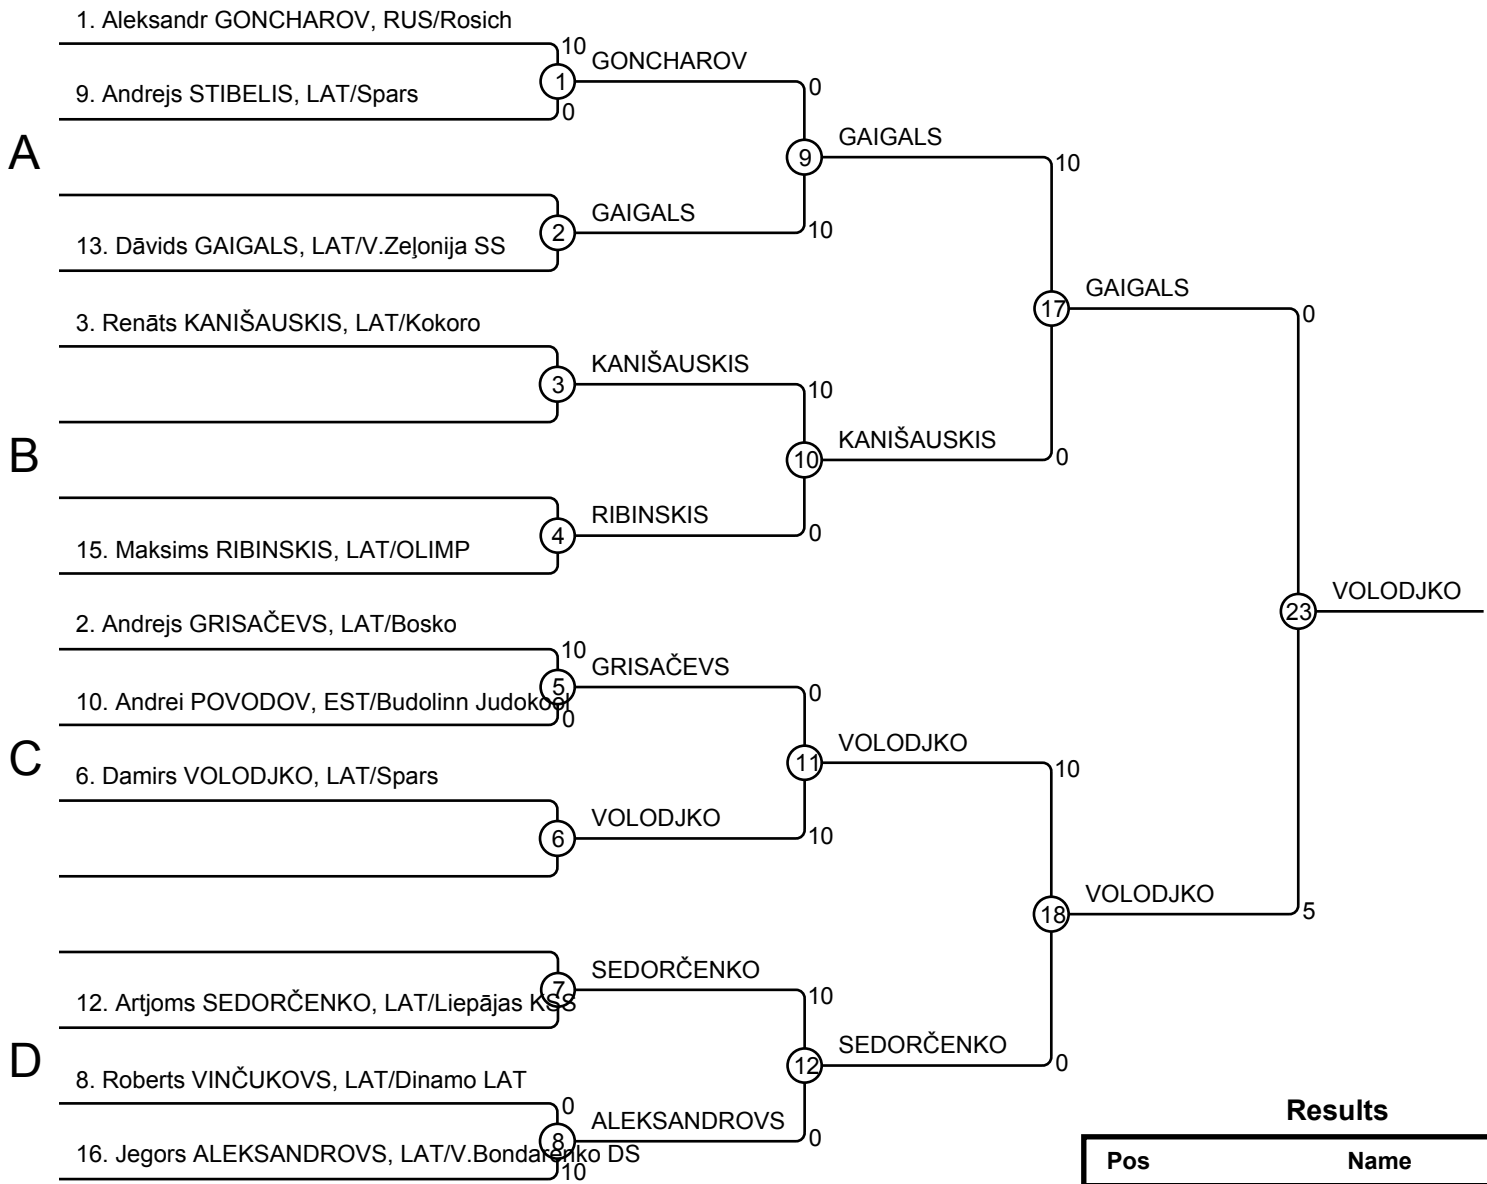 1. Aleksandr GONCHAROV, RUS/Rosich
10
GONCHAROV
1
0
9. Andrejs STIBELIS, LAT/Spars
0
A
9
GAIGALS
10
GAIGALS
2
10
13. Dāvids GAIGALS, LAT/V.Zeļonija SS
GAIGALS
17
0
3. Renāts KANIŠAUSKIS, LAT/Kokoro
KANIŠAUSKIS
3
10
B
KANIŠAUSKIS
10
0
RIBINSKIS
4
0
15. Maksims RIBINSKIS, LAT/OLIMP
VOLODJKO
23
2. Andrejs GRISAČEVS, LAT/Bosko
10
GRISAČEVS
5
0
10. Andrei POVODOV, EST/Budolinn Judokool
0
C
VOLODJKO
11
10
6. Damirs VOLODJKO, LAT/Spars
VOLODJKO
6
10
VOLODJKO
18
5
SEDORČENKO
7
10
12. Artjoms SEDORČENKO, LAT/Liepājas KSS
D
SEDORČENKO
12
0
8. Roberts VINČUKOVS, LAT/Dinamo LAT
0
ALEKSANDROVS
8
0
16. Jegors ALEKSANDROVS, LAT/V.Bondarenko DS
10
Results
Pos Name